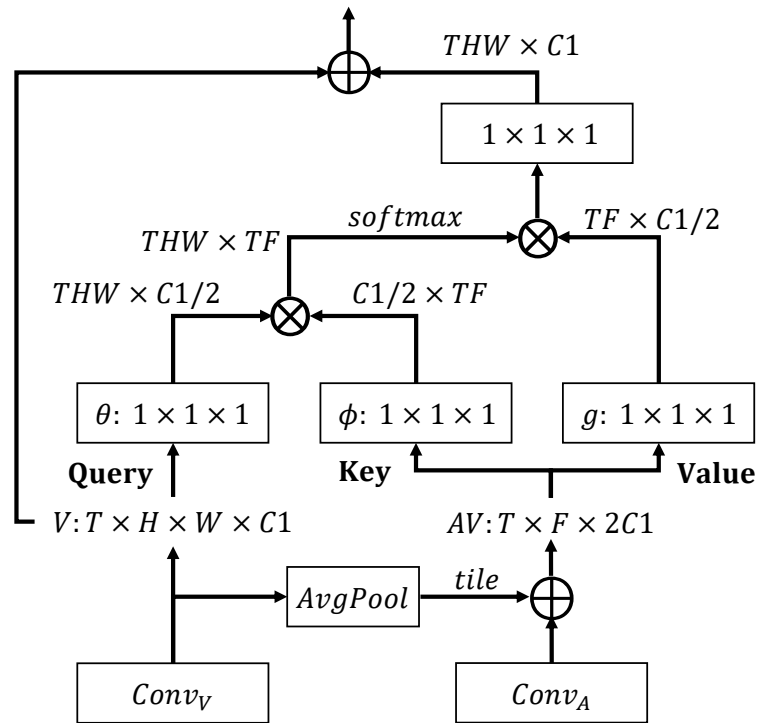 THW × C1
1 × 1 × 1
softmax
TF × C1/2
THW × TF
THW × C1/2
C1/2 × TF
θ: 1 × 1 × 1
ϕ: 1 × 1 × 1
g: 1 × 1 × 1
Query
Key
Value
V: T × H × W × C1
AV: T × F × 2C1
AvgPool
tile
Conv_V
Conv_A